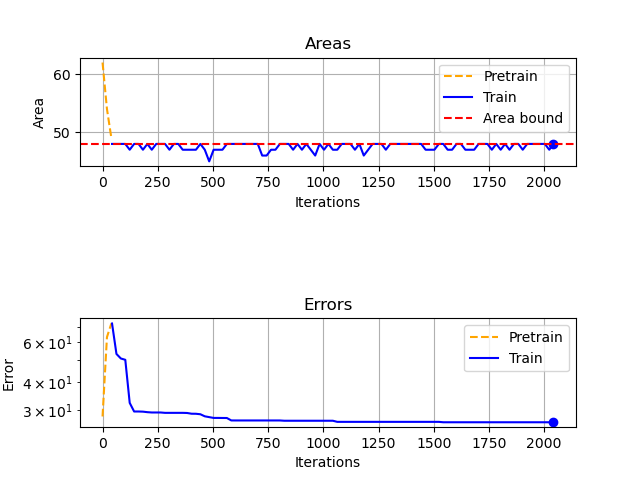 Areas
Area
60
50
Pretrain
Train
Area bound
0 250 500 750 1000 1250 1500 1750 2000
Iterations
Errors
Error
6 × 10¹
4 × 10¹
3 × 10¹
Pretrain
Train
0 250 500 750 1000 1250 1500 1750 2000
Iterations